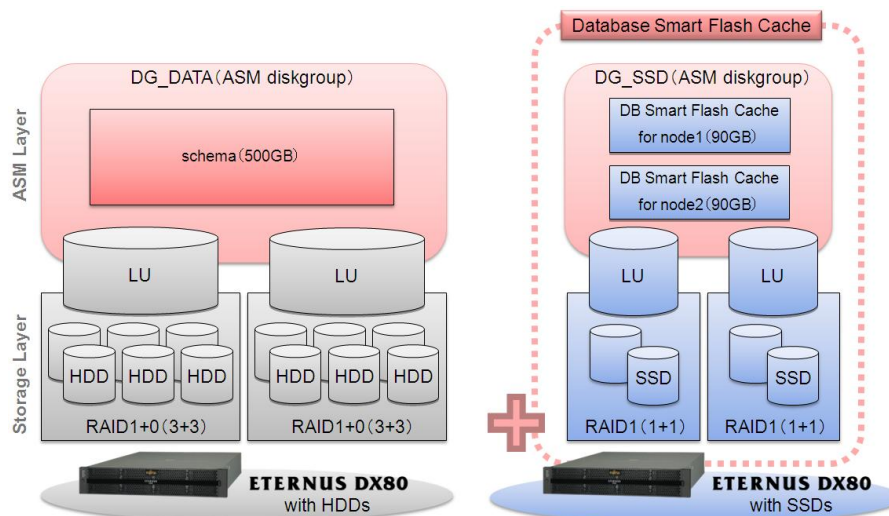 Database Smart Flash Cache
ASM Layer
DG_DATA(ASM diskgroup)
schema(500GB)
DG_SSD(ASM diskgroup)
DB Smart Flash Cache
for node1(90GB)
DB Smart Flash Cache
for node2(90GB)
Storage Layer
LU
LU
LU
LU
HDD
HDD
HDD
HDD
HDD
HDD
SSD
SSD
RAID1+0(3+3)
RAID1+0(3+3)
RAID1(1+1)
RAID1(1+1)
ETERNUS DX80
with HDDs
ETERNUS DX80
with SSDs